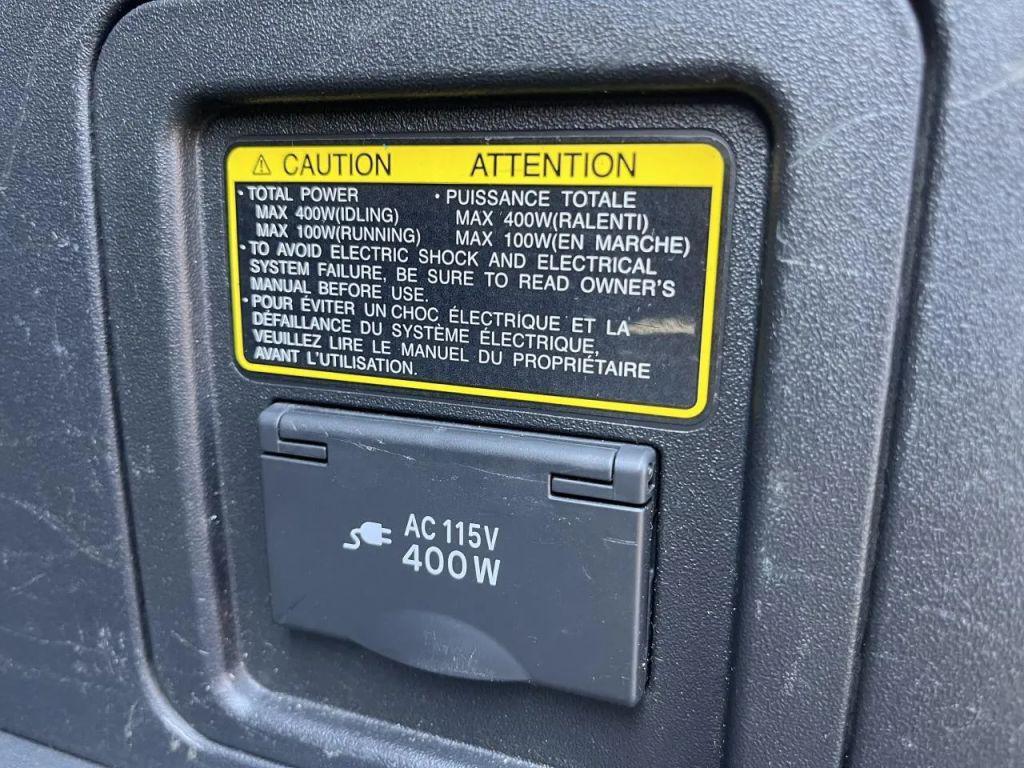 ⚠ CAUTION ATTENTION
· TOTAL POWER
MAX 400W(IDLING)
MAX 100W(RUNNING)
· PUISSANCE TOTALE
MAX 400W(RALENTI)
MAX 100W(EN MARCHE)
· TO AVOID ELECTRIC SHOCK AND ELECTRICAL
SYSTEM FAILURE, BE SURE TO READ OWNER'S
MANUAL BEFORE USE.
· POUR ÉVITER UN CHOC ÉLECTRIQUE ET LA
DÉFAILLANCE DU SYSTÈME ÉLECTRIQUE,
VEUILLEZ LIRE LE MANUEL DU PROPRIÉTAIRE
AVANT L'UTILISATION.
AC 115V
400W